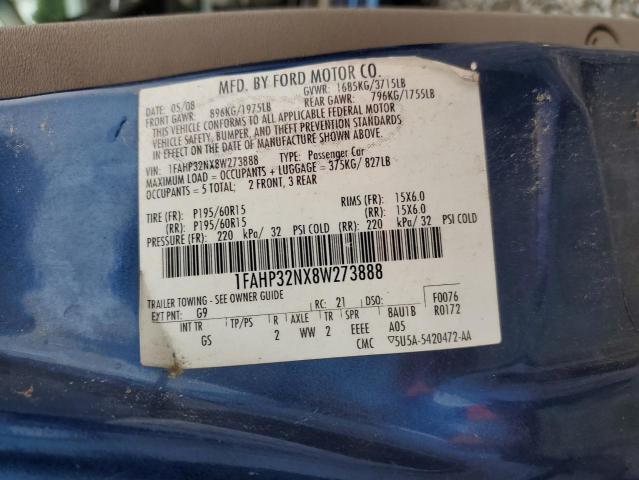 MFD. BY FORD MOTOR CO.
DATE: 05/08 GVWR: 1685KG/3715LB
FRONT GAWR: 896KG/1975LB REAR GAWR: 796KG/1755LB
THIS VEHICLE CONFORMS TO ALL APPLICABLE FEDERAL MOTOR
VEHICLE SAFETY, BUMPER, AND THEFT PREVENTION STANDARDS
IN EFFECT ON THE DATE OF MANUFACTURE SHOWN ABOVE.
VIN: 1FAHP32NX8W273888 TYPE: Passenger Car
MAXIMUM LOAD = OCCUPANTS + LUGGAGE = 375KG/ 827LB
OCCUPANTS = 5 TOTAL: 2 FRONT, 3 REAR
TIRE (FR): P195/60R15 RIMS (FR): 15X6.0
(RR): P195/60R15 (RR): 15X6.0
PRESSURE (FR): 220 kPa/ 32 PSI COLD (RR): 220 kPa/ 32 PSI COLD
1FAHP32NX8W273888
TRAILER TOWING - SEE OWNER GUIDE
F0076
EXT PNT: G9 RC: 21 DSO: R0172
INT TR TP/PS R AXLE TR SPR 8AU1B
GS 2 WW 2 EEEE A05
CMC ▽5U5A-5420472-AA